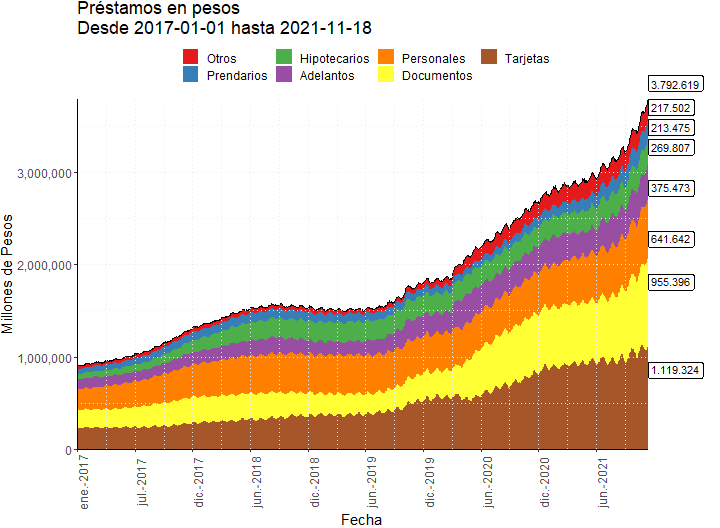 Préstamos en pesos
Desde 2017-01-01 hasta 2021-11-18
Otros
Hipotecarios
Personales
Tarjetas
Prendarios
Adelantos
Documentos
3.792.619
217.502
213.475
269.807
375.473
641.642
955.396
1.119.324
Millones de Pesos
3,000,000
2,000,000
1,000,000
0
ene.-2017
jul.-2017
dic.-2017
jun.-2018
dic.-2018
jun.-2019
dic.-2019
jun.-2020
dic.-2020
jun.-2021
Fecha